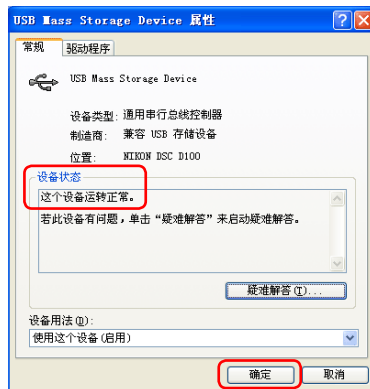 USB Mass Storage Device 属性
常规 驱动程序
USB Mass Storage Device
设备类型: 通用串行总线控制器
制造商: 兼容 USB 存储设备
位置: NIKON DSC D100
设备状态
这个设备运转正常。
若此设备有问题，单击“疑难解答”来启动疑难解答。
疑难解答(T)...
设备用法(D):
使用这个设备(启用)
确定 取消